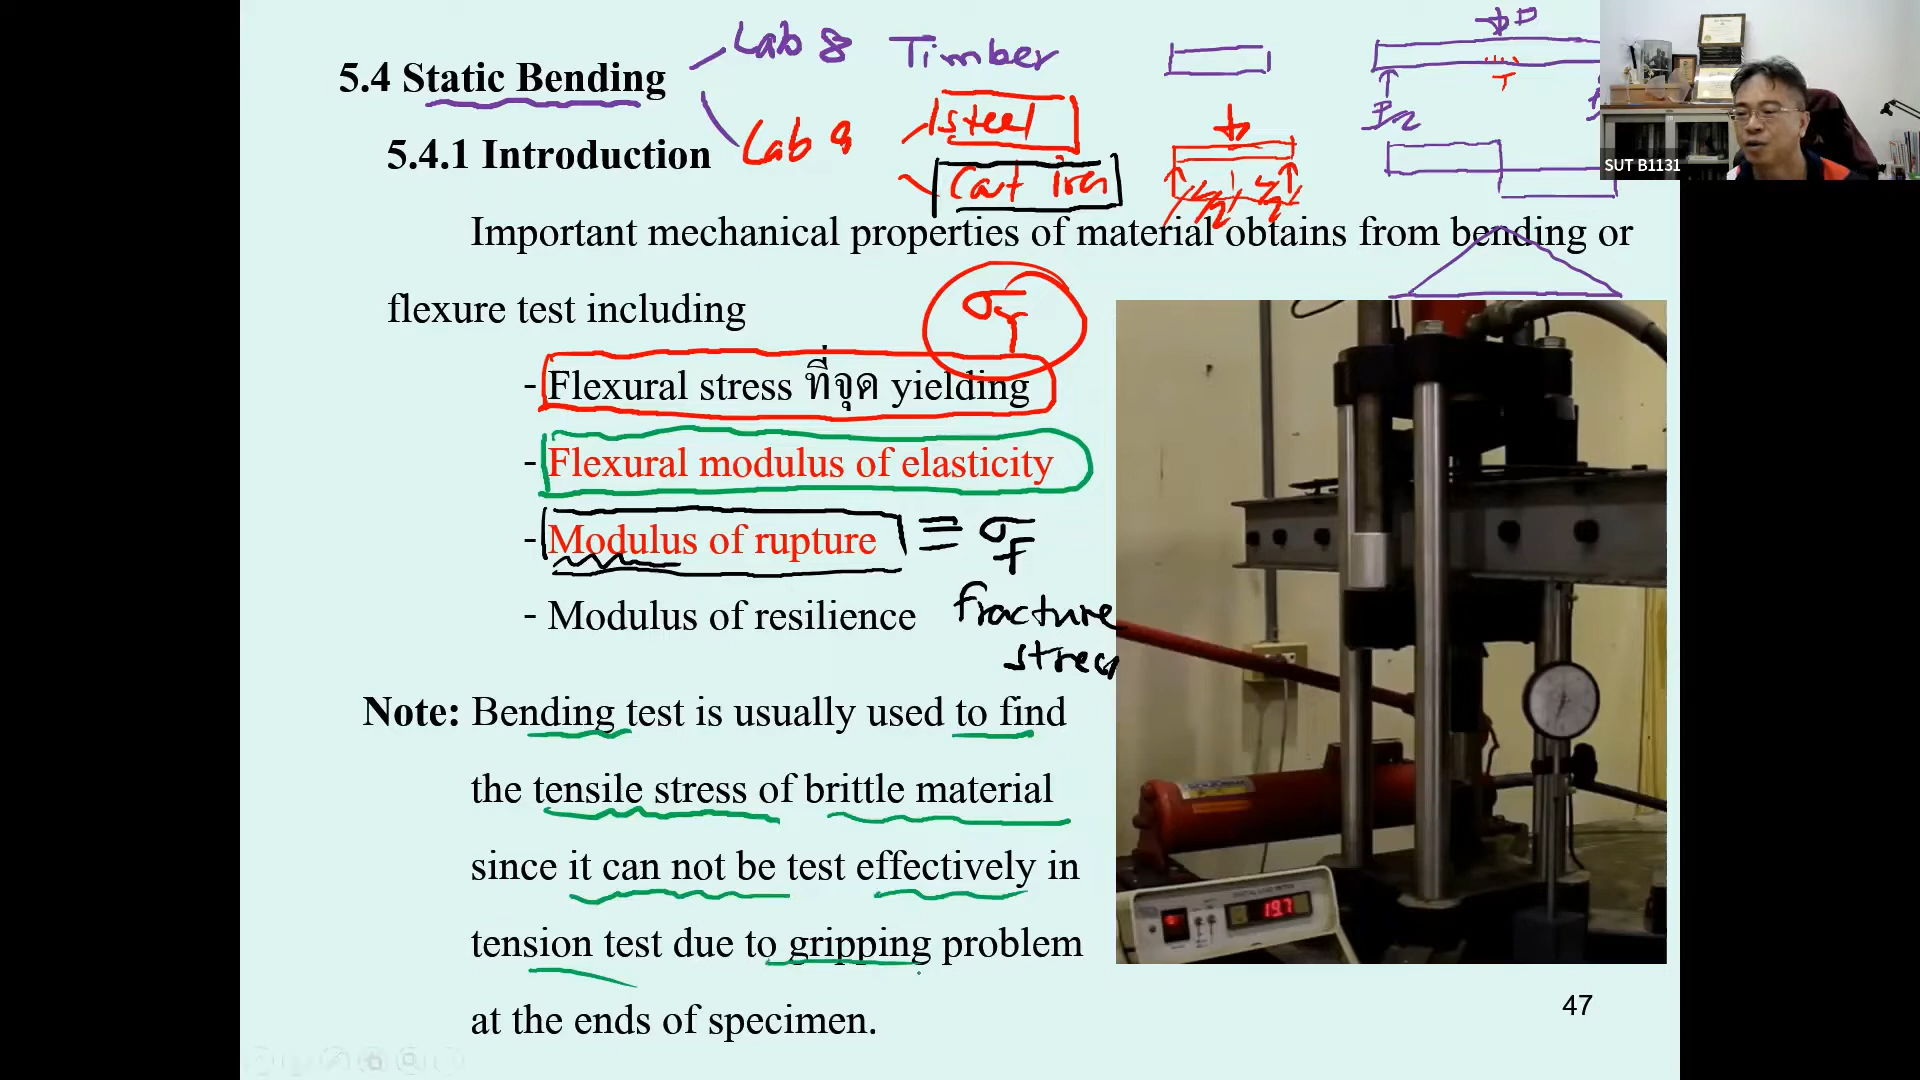 5.4 Static Bending
Lab 8 Timber
Lab 9 steel
Cast iron
P
T
P/2
L/2 L/2
SUT B1131
5.4.1 Introduction
Important mechanical properties of material obtains from bending or
flexure test including
σY
- Flexural stress ที่จุด yielding
- Flexural modulus of elasticity
- Modulus of rupture ≡ σF
- Modulus of resilience
fracture
stress
Note: Bending test is usually used to find
the tensile stress of brittle material
since it can not be test effectively in
tension test due to gripping problem
at the ends of specimen.
19.7
47